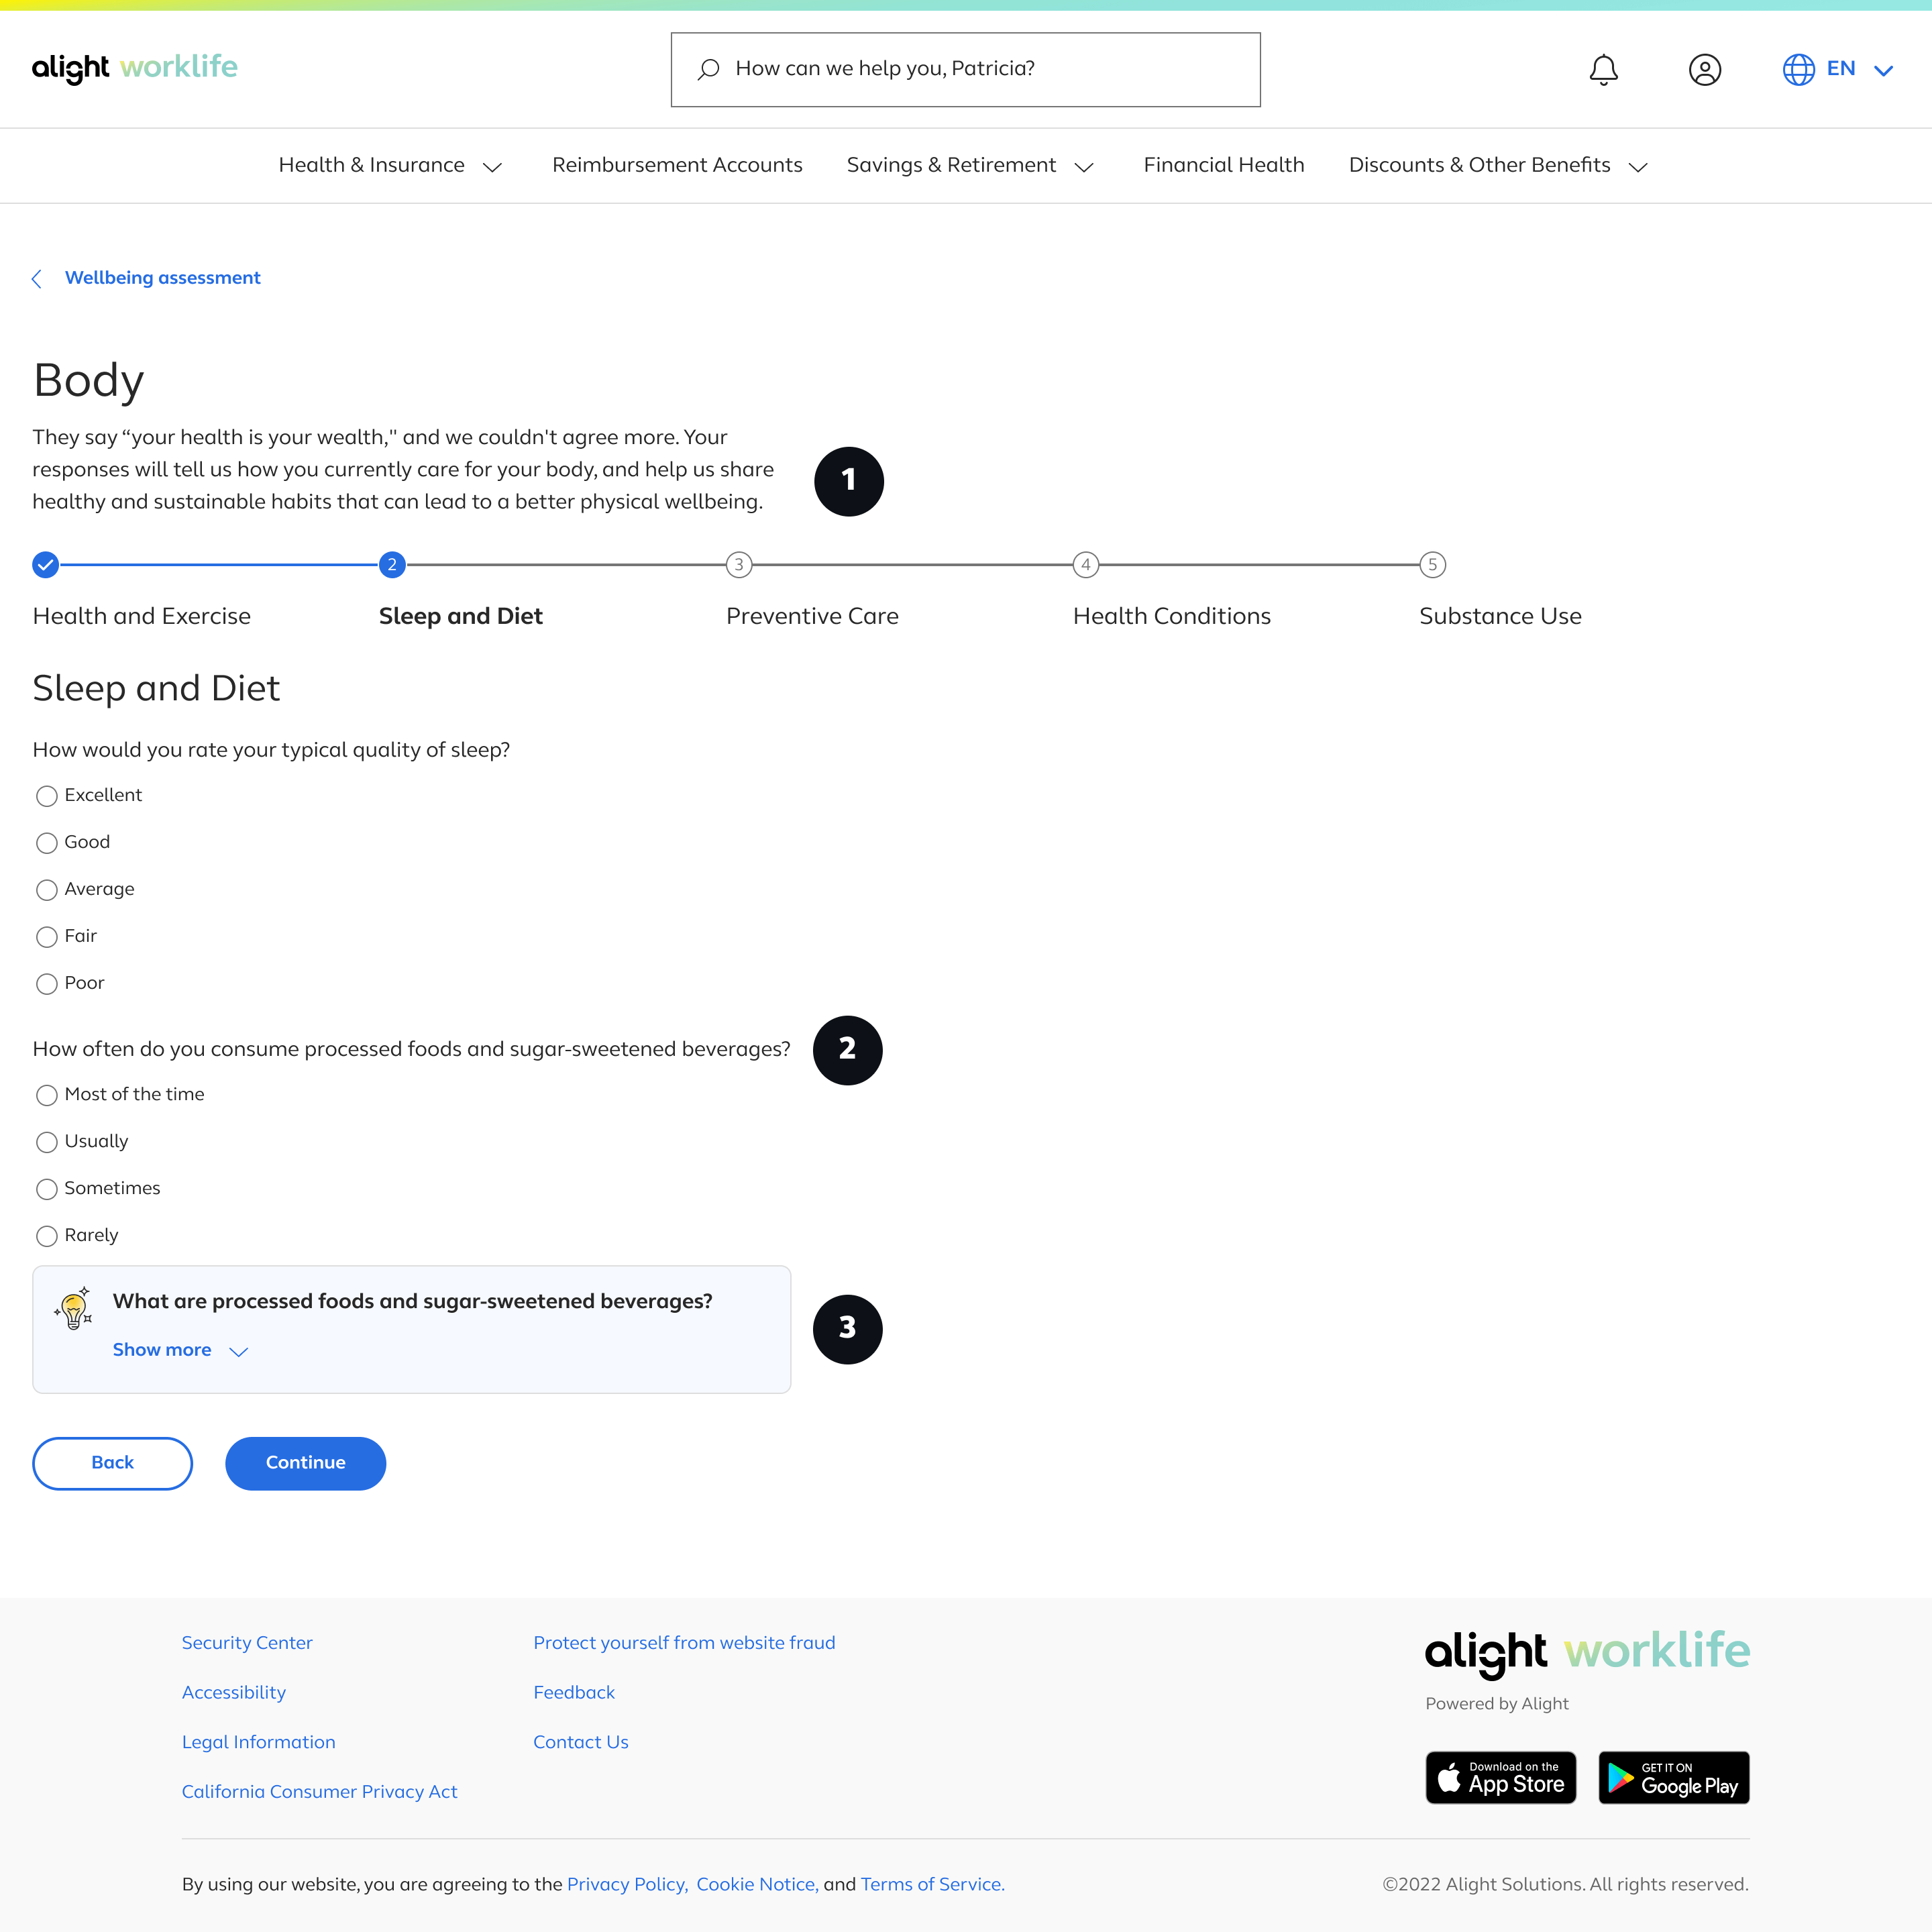 alight worklife
How can we help you, Patricia?
EN
Health & Insurance
Reimbursement Accounts
Savings & Retirement
Financial Health
Discounts & Other Benefits
Wellbeing assessment
Body
They say “your health is your wealth," and we couldn't agree more. Your
responses will tell us how you currently care for your body, and help us share
healthy and sustainable habits that can lead to a better physical wellbeing.
1
2
3
4
5
Health and Exercise
Sleep and Diet
Preventive Care
Health Conditions
Substance Use
Sleep and Diet
How would you rate your typical quality of sleep?
Excellent
Good
Average
Fair
Poor
How often do you consume processed foods and sugar-sweetened beverages?
2
Most of the time
Usually
Sometimes
Rarely
What are processed foods and sugar-sweetened beverages?
Show more
3
Back
Continue
Security Center
Accessibility
Legal Information
California Consumer Privacy Act
Protect yourself from website fraud
Feedback
Contact Us
alight worklife
Powered by Alight
Download on the
App Store
GET IT ON
Google Play
By using our website, you are agreeing to the Privacy Policy, Cookie Notice, and Terms of Service.
©2022 Alight Solutions. All rights reserved.